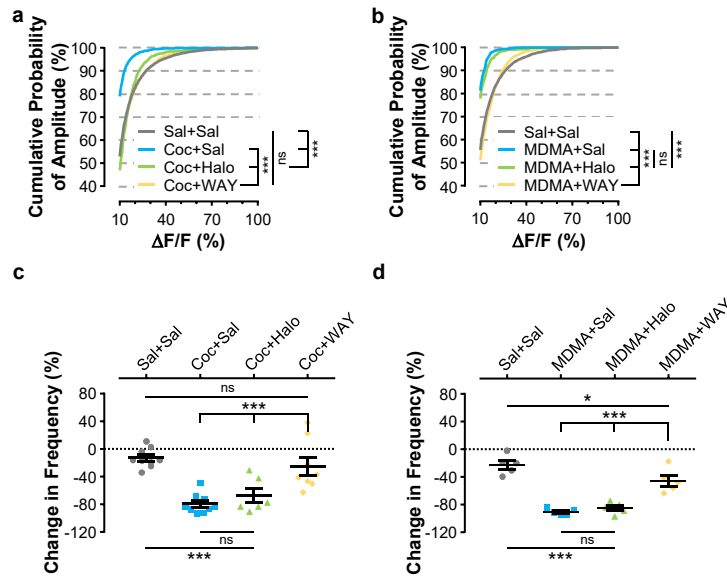 a
Cumulative Probability
of Amplitude (%)
100
90
80
70
60
50
40
Sal+Sal
Coc+Sal
Coc+Halo
Coc+WAY
***
ns
***
10
40
70
100
ΔF/F (%)
b
Cumulative Probability
of Amplitude (%)
100
90
80
70
60
50
40
Sal+Sal
MDMA+Sal
MDMA+Halo
MDMA+WAY
***
ns
***
10
40
70
100
ΔF/F (%)
c
Sal+Sal
Coc+Sal
Coc+Halo
Coc+WAY
Change in Frequency (%)
80
40
0
-40
-80
-120
ns
***
ns
***
d
Sal+Sal
MDMA+Sal
MDMA+Halo
MDMA+WAY
Change in Frequency (%)
80
40
0
-40
-80
-120
*
***
ns
***